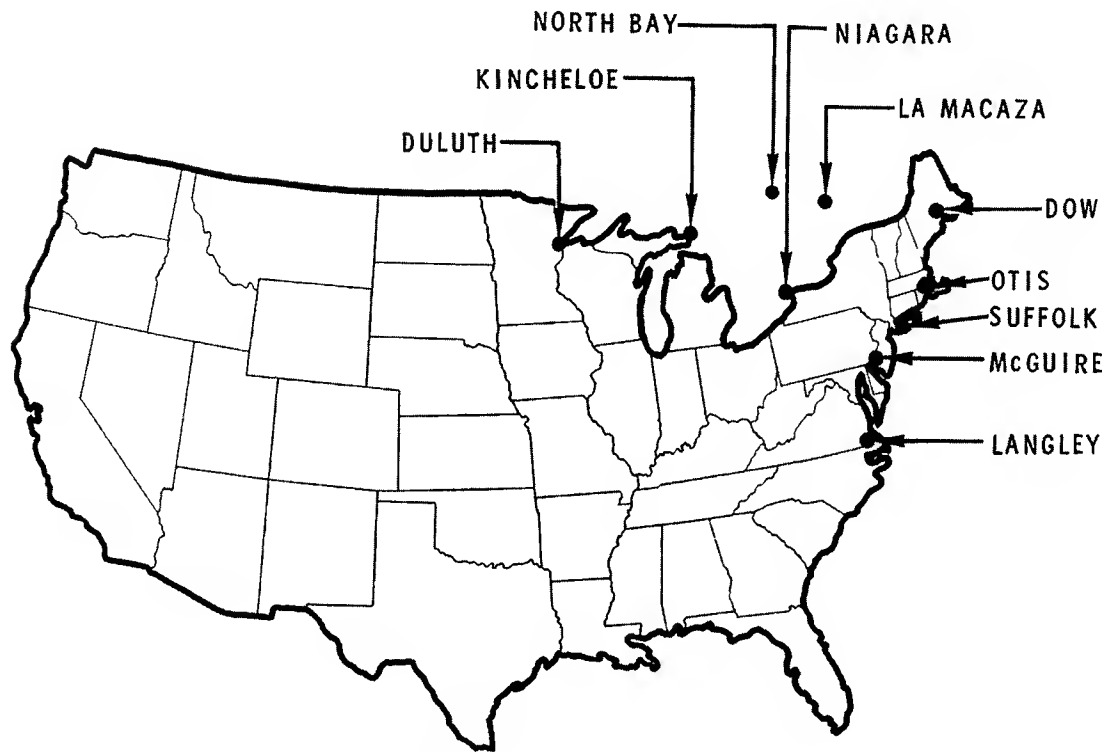 NORTH BAY
NIAGARA
KINCHELOE
LA MACAZA
DULUTH
DOW
OTIS
SUFFOLK
McGUIRE
LANGLEY